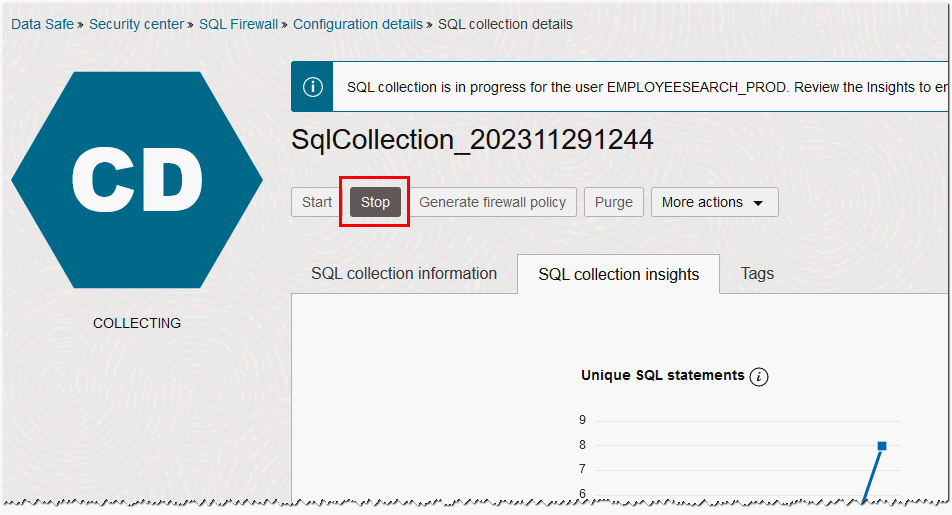 Data Safe » Security center » SQL Firewall » Configuration details » SQL collection details
CD
COLLECTING
i SQL collection is in progress for the user EMPLOYEESEARCH_PROD. Review the Insights to
SqlCollection_202311291244
Start Stop Generate firewall policy Purge More actions
SQL collection information SQL collection insights Tags
Unique SQL statements i
9
8
7
6